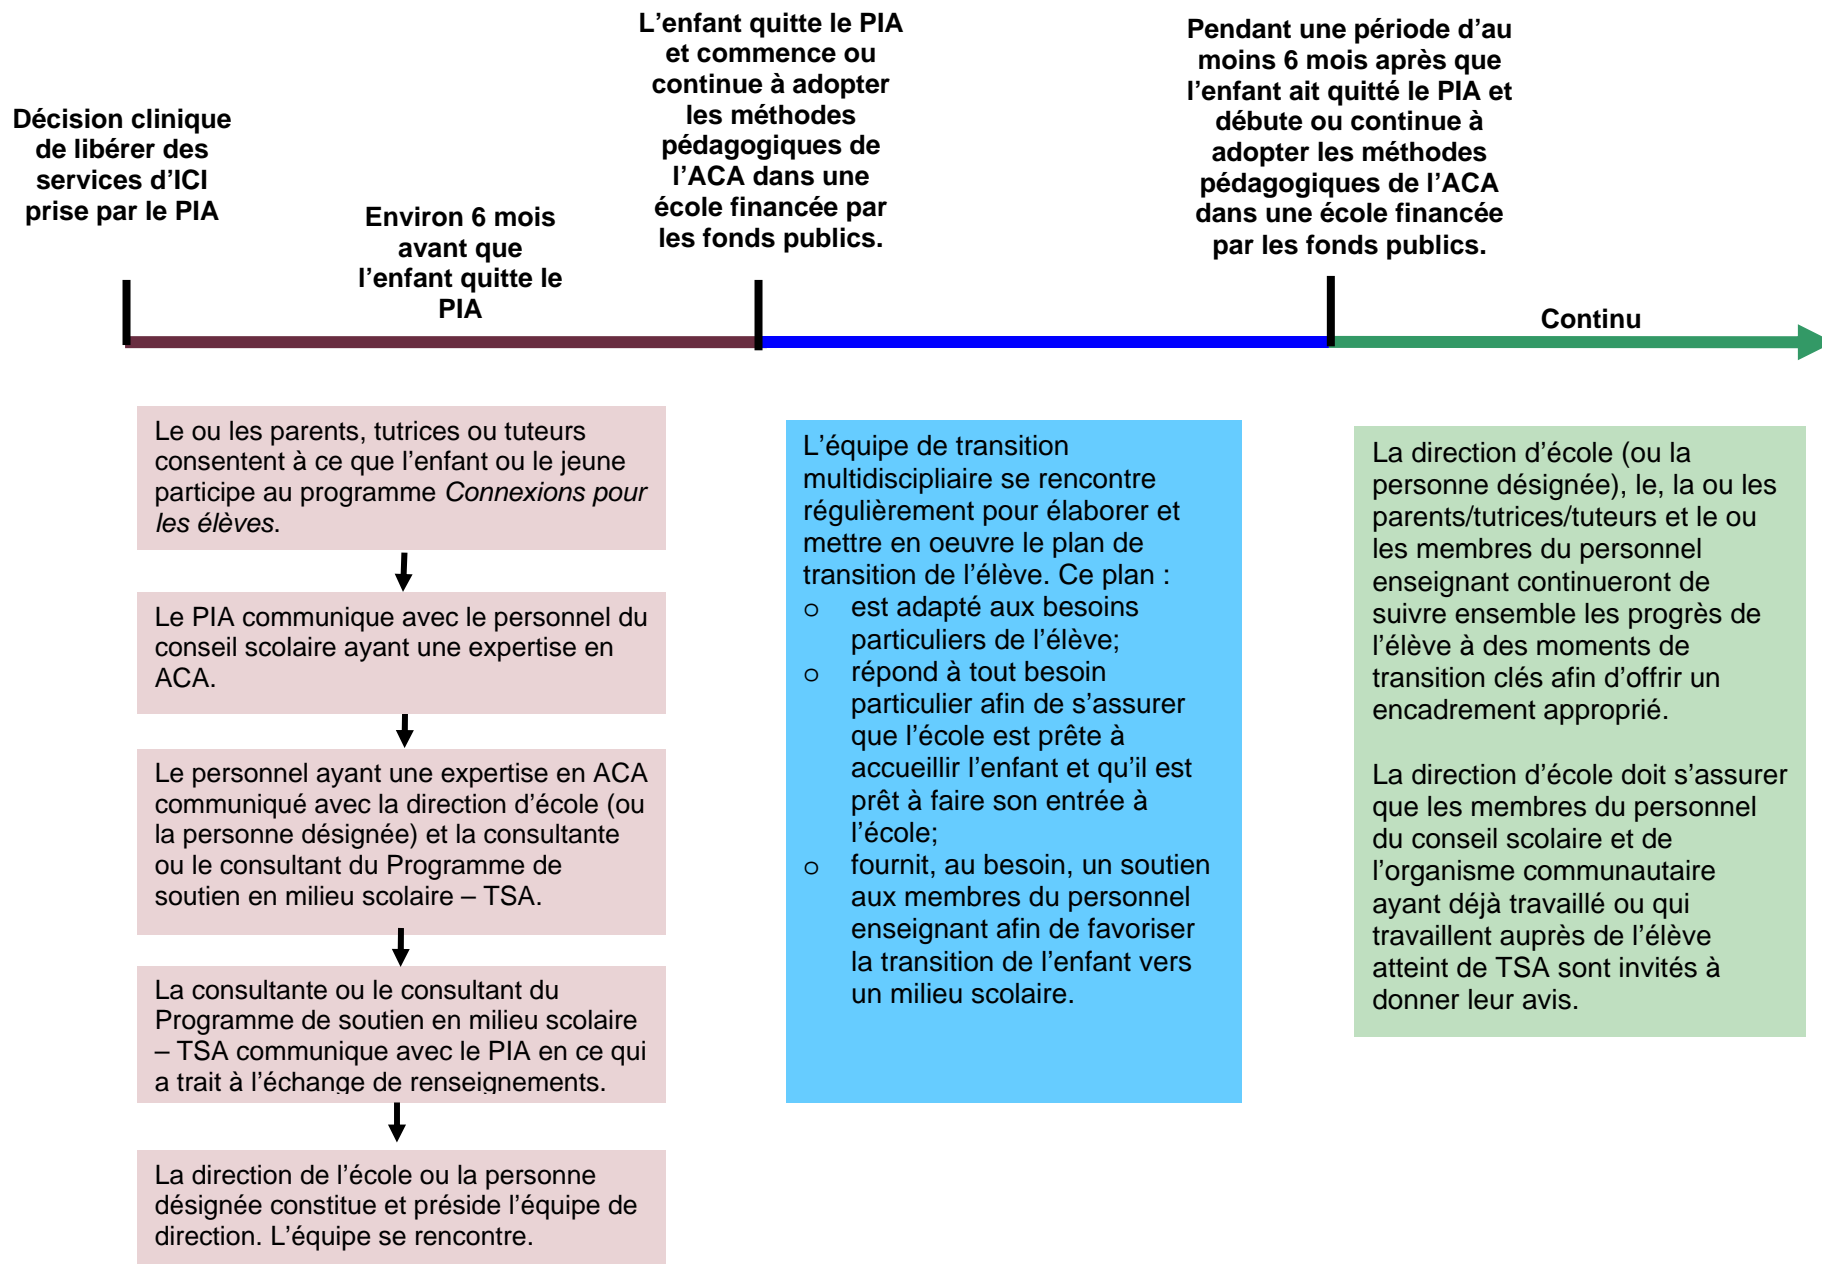 Décision clinique
de libérer des
services d’ICI
prise par le PIA
Environ 6 mois
avant que
l’enfant quitte le
PIA
L’enfant quitte le PIA
et commence ou
continue à adopter
les méthodes
pédagogiques de
l’ACA dans une
école financée par
les fonds publics.
Pendant une période d’au
moins 6 mois après que
l’enfant ait quitté le PIA et
débute ou continue à
adopter les méthodes
pédagogiques de l’ACA
dans une école financée
par les fonds publics.
Continu
Le ou les parents, tutrices ou tuteurs
consentent à ce que l’enfant ou le jeune
participe au programme Connexions pour
les élèves.
Le PIA communique avec le personnel du
conseil scolaire ayant une expertise en
ACA.
Le personnel ayant une expertise en ACA
communiqué avec la direction d’école (ou
la personne désignée) et la consultante
ou le consultant du Programme de
soutien en milieu scolaire – TSA.
La consultante ou le consultant du
Programme de soutien en milieu scolaire
– TSA communique avec le PIA en ce qui
a trait à l’échange de renseignements.
La direction de l’école ou la personne
désignée constitue et préside l’équipe de
direction. L’équipe se rencontre.
L’équipe de transition
multidiscipliaire se rencontre
régulièrement pour élaborer et
mettre en oeuvre le plan de
transition de l’élève. Ce plan :
o est adapté aux besoins
particuliers de l’élève;
o répond à tout besoin
particulier afin de s’assurer
que l’école est prête à
accueillir l’enfant et qu’il est
prêt à faire son entrée à
l’école;
o fournit, au besoin, un soutien
aux membres du personnel
enseignant afin de favoriser
la transition de l’enfant vers
un milieu scolaire.
La direction d’école (ou la
personne désignée), le, la ou les
parents/tutrices/tuteurs et le ou
les membres du personnel
enseignant continueront de
suivre ensemble les progrès de
l’élève à des moments de
transition clés afin d’offrir un
encadrement approprié.
La direction d’école doit s’assurer
que les membres du personnel
du conseil scolaire et de
l’organisme communautaire
ayant déjà travaillé ou qui
travaillent auprès de l’élève
atteint de TSA sont invités à
donner leur avis.